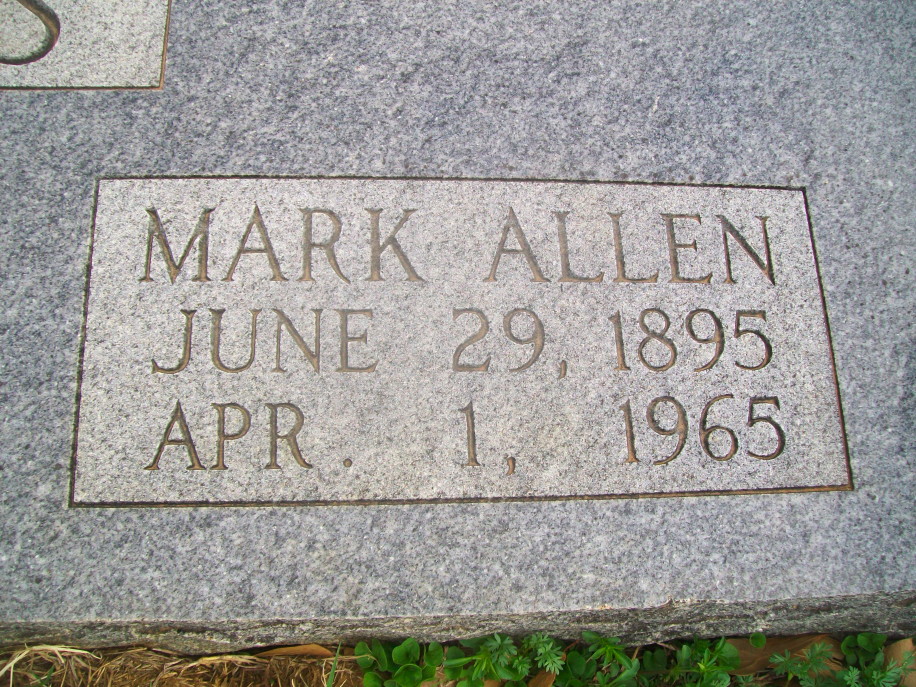 MARK ALLEN
JUNE 29, 1895
APR. 1, 1965